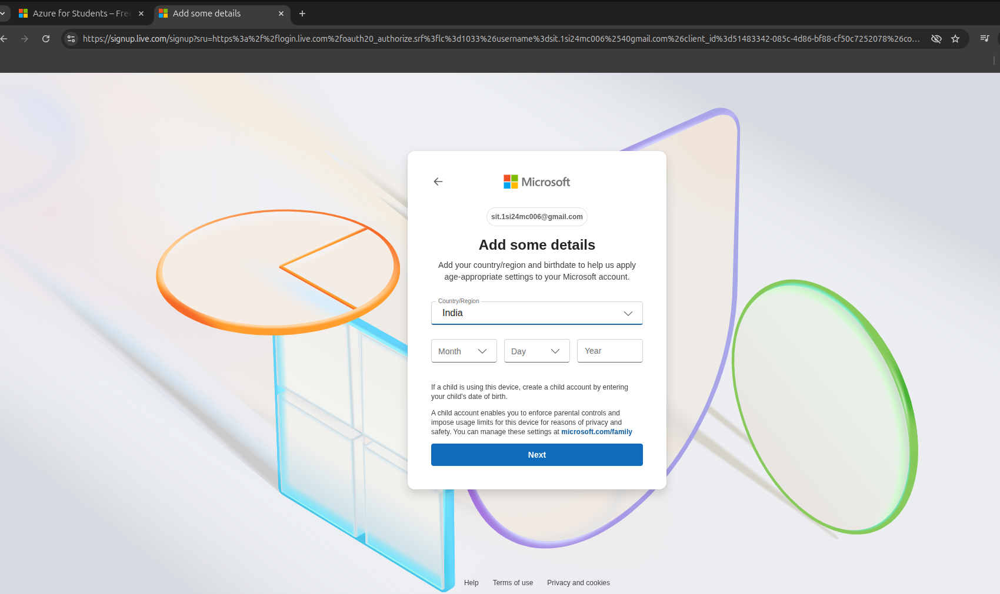 Azure for Students – Free
Add some details
https://signup.live.com/signup?sru=https%3a%2f%2flogin.live.com%2foauth20_authorize.srf%3flc%3d1033%26username%3dsit.1si24mc006%2540gmail.com%26client_id%3d51483342-085c-4d86-bf88-cf50c7252078%26co...
Microsoft
sit.1si24mc006@gmail.com
Add some details
Add your country/region and birthdate to help us apply
age-appropriate settings to your Microsoft account.
Country/Region
India
Month Day Year
If a child is using this device, create a child account by entering
your child's date of birth.
A child account enables you to enforce parental controls and
impose usage limits for this device for reasons of privacy and
safety. You can manage these settings at microsoft.com/family
Next
Help Terms of use Privacy and cookies